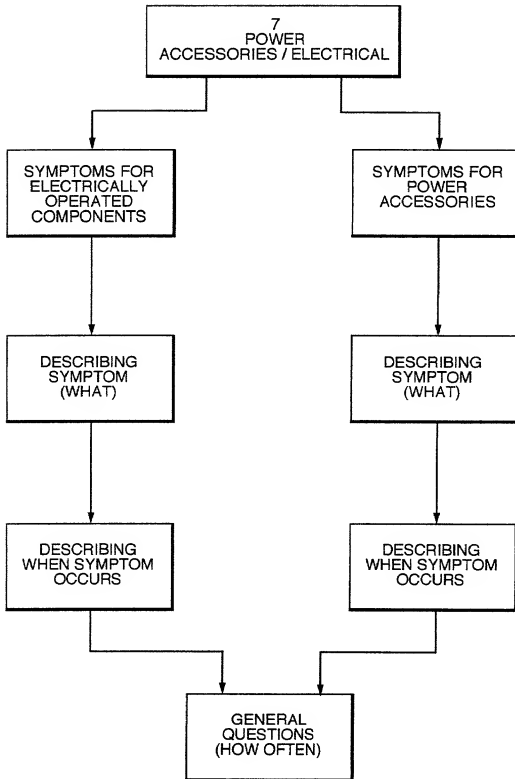 7
POWER
ACCESSORIES / ELECTRICAL
SYMPTOMS FOR
ELECTRICALLY
OPERATED
COMPONENTS
SYMPTOMS FOR
POWER
ACCESSORIES
DESCRIBING
SYMPTOM
(WHAT)
DESCRIBING
SYMPTOM
(WHAT)
DESCRIBING
WHEN SYMPTOM
OCCURS
DESCRIBING
WHEN SYMPTOM
OCCURS
GENERAL
QUESTIONS
(HOW OFTEN)